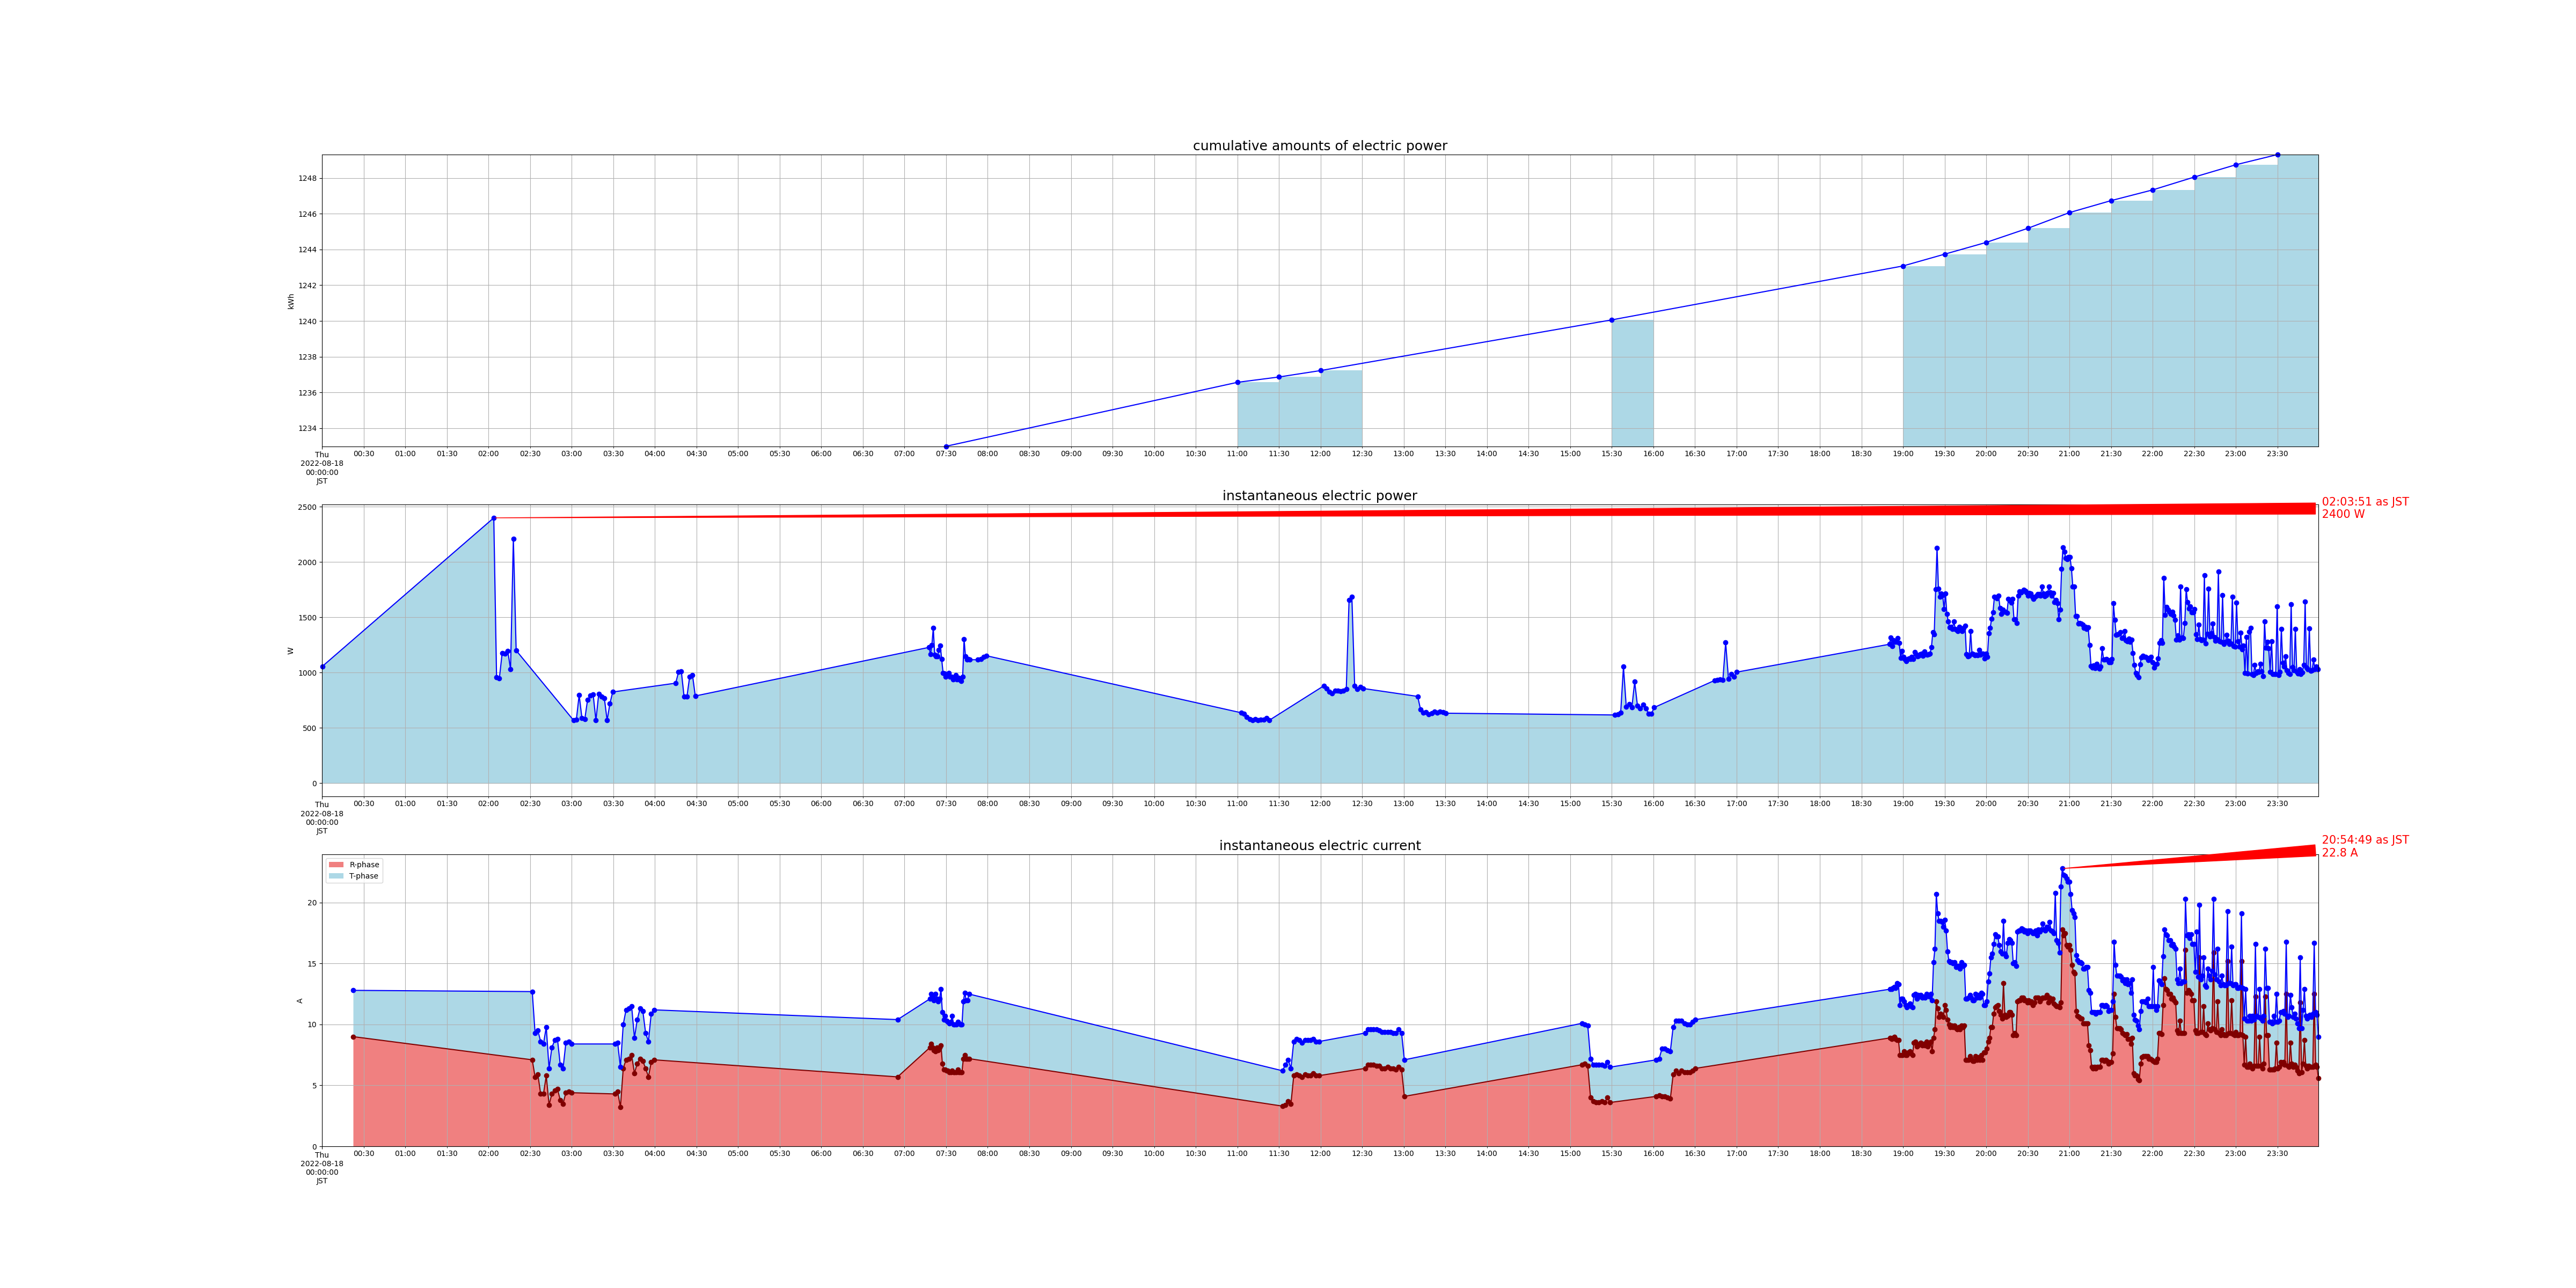 cumulative amounts of electric power
1248
1246
1244
1242
1240
1238
1236
1234
kWh
00:30 01:00 01:30 02:00 02:30 03:00 03:30 04:00 04:30 05:00 05:30 06:00 06:30 07:00 07:30 08:00 08:30 09:00 09:30 10:00 10:30 11:00 11:30 12:00 12:30 13:00 13:30 14:00 14:30 15:00 15:30 16:00 16:30 17:00 17:30 18:00 18:30 19:00 19:30 20:00 20:30 21:00 21:30 22:00 22:30 23:00 23:30
Thu
2022-08-18
00:00:00
JST
instantaneous electric power
02:03:51 as JST
2400 W
2500
2000
1500
1000
500
0
W
00:30 01:00 01:30 02:00 02:30 03:00 03:30 04:00 04:30 05:00 05:30 06:00 06:30 07:00 07:30 08:00 08:30 09:00 09:30 10:00 10:30 11:00 11:30 12:00 12:30 13:00 13:30 14:00 14:30 15:00 15:30 16:00 16:30 17:00 17:30 18:00 18:30 19:00 19:30 20:00 20:30 21:00 21:30 22:00 22:30 23:00 23:30
Thu
2022-08-18
00:00:00
JST
instantaneous electric current
20:54:49 as JST
22.8 A
R-phase
T-phase
20
15
10
5
0
A
00:30 01:00 01:30 02:00 02:30 03:00 03:30 04:00 04:30 05:00 05:30 06:00 06:30 07:00 07:30 08:00 08:30 09:00 09:30 10:00 10:30 11:00 11:30 12:00 12:30 13:00 13:30 14:00 14:30 15:00 15:30 16:00 16:30 17:00 17:30 18:00 18:30 19:00 19:30 20:00 20:30 21:00 21:30 22:00 22:30 23:00 23:30
Thu
2022-08-18
00:00:00
JST